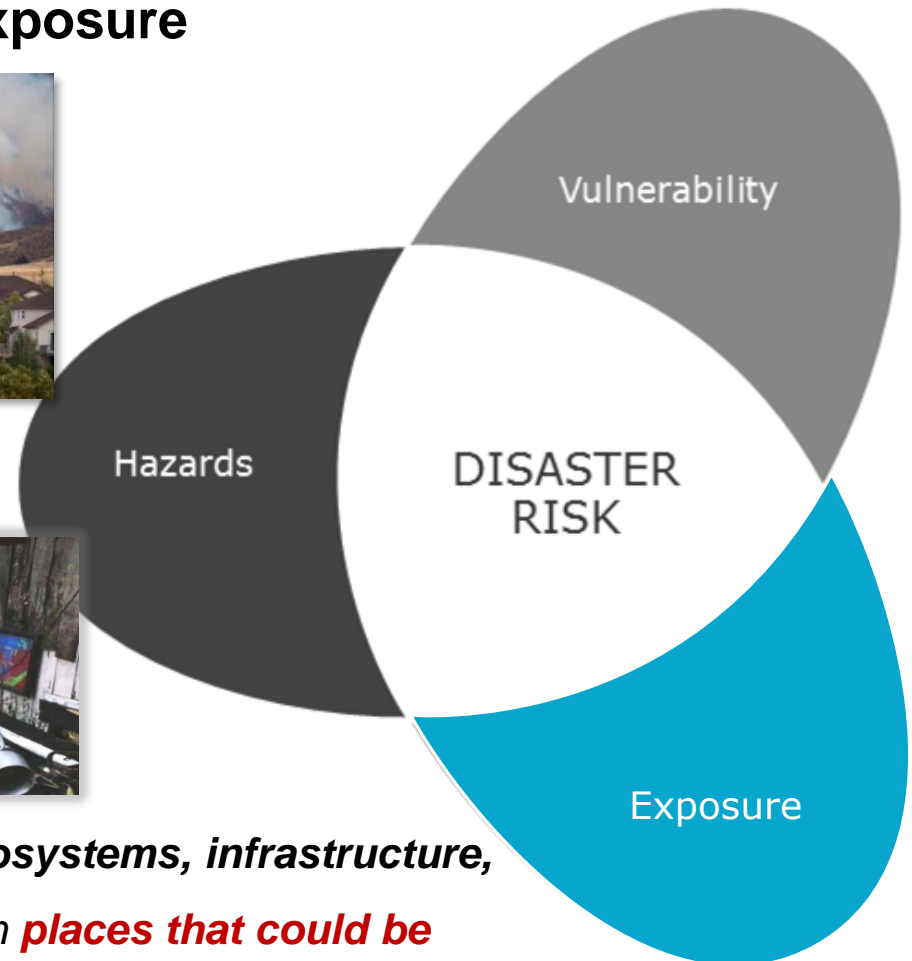 xposure
Vulnerability
Hazards
DISASTER
RISK
Exposure
osystems, infrastructure,
n places that could be